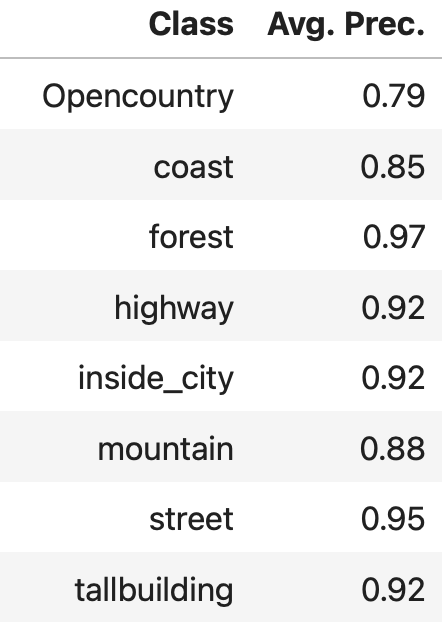 Class Avg. Prec.
Opencountry 0.79
coast 0.85
forest 0.97
highway 0.92
inside_city 0.92
mountain 0.88
street 0.95
tallbuilding 0.92